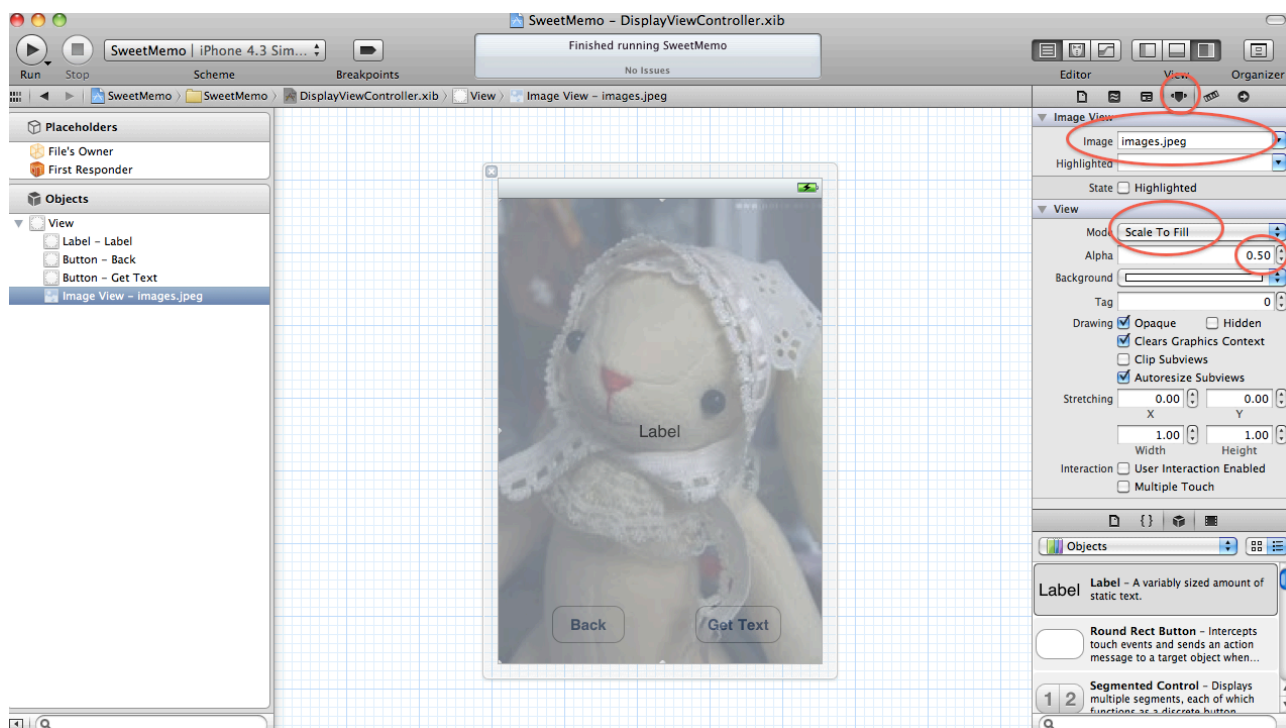 SweetMemo – DisplayViewController.xib
SweetMemo | iPhone 4.3 Sim...
Finished running SweetMemo
No Issues
Run Stop Scheme Breakpoints Editor View Organizer
SweetMemo SweetMemo DisplayViewController.xib View Image View – images.jpeg
Placeholders
File's Owner
First Responder
Objects
View
Label – Label
Button – Back
Button – Get Text
Image View – images.jpeg
Label
Back Get Text
Image View
Image images.jpeg
Highlighted
State Highlighted
View
Mode Scale To Fill
Alpha 0.50
Background
Tag 0
Drawing Opaque Hidden
Clears Graphics Context
Clip Subviews
Autoresize Subviews
Stretching 0.00 0.00
X Y
1.00 1.00
Width Height
Interaction User Interaction Enabled
Multiple Touch
{}
Objects
Label Label – A variably sized amount of
static text.
Round Rect Button – Intercepts
touch events and sends an action
message to a target object when...
1 2 Segmented Control – Displays
multiple segments, each of which
functions as a discrete button